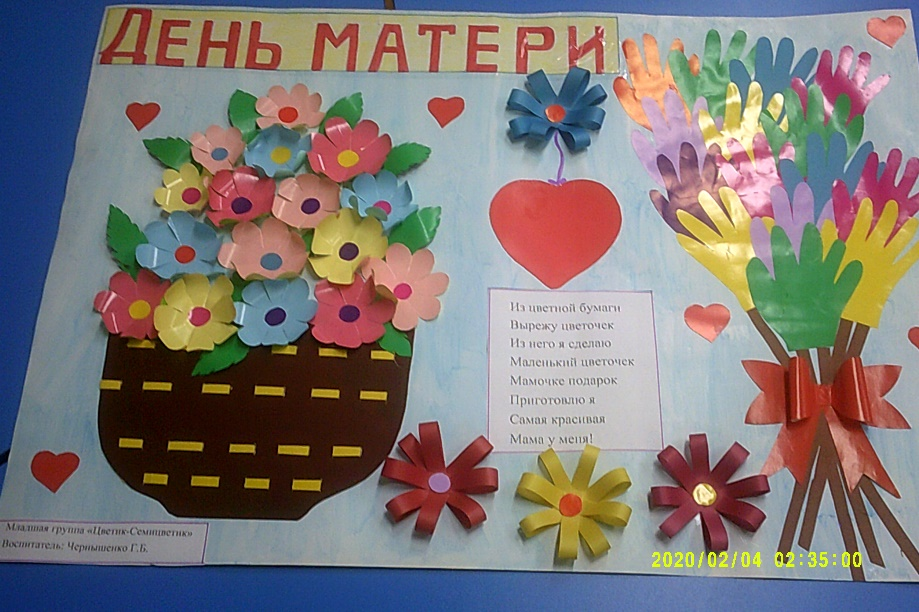 ДЕНЬ МАТЕРИ
Из цветной бумаги
Вырежу цветочек
Из него я сделаю
Маленький цветочек
Мамочке подарок
Приготовлю я
Самая красивая
Мама у меня!
Младшая группа «Цветик-Семицветик»
Воспитатель: Чернышенко Г.Б.
2020/02/04 02:35:00